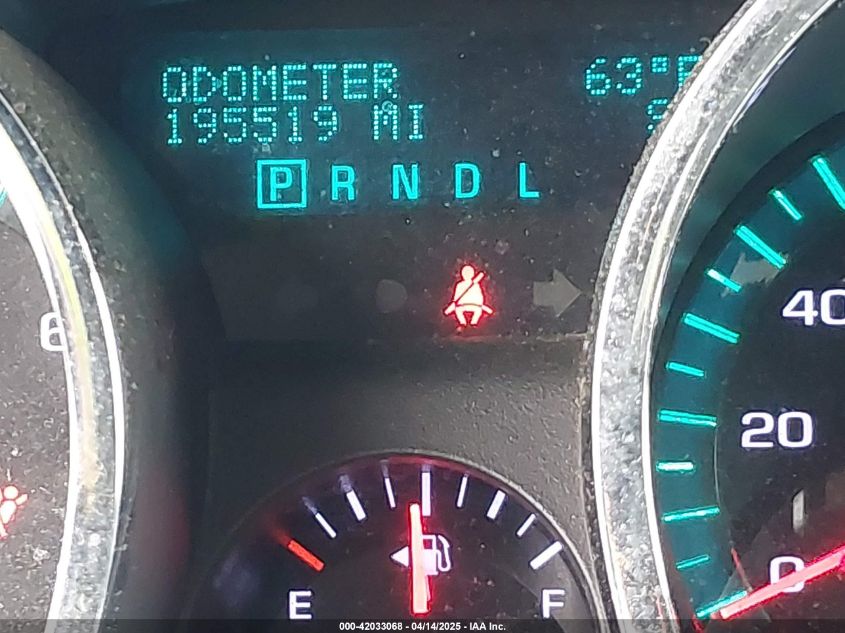 ODOMETER 63°F
195519 MI
P R N D L
6
40
20
0
E F
000-42033068 - 04/14/2025 - IAA Inc.